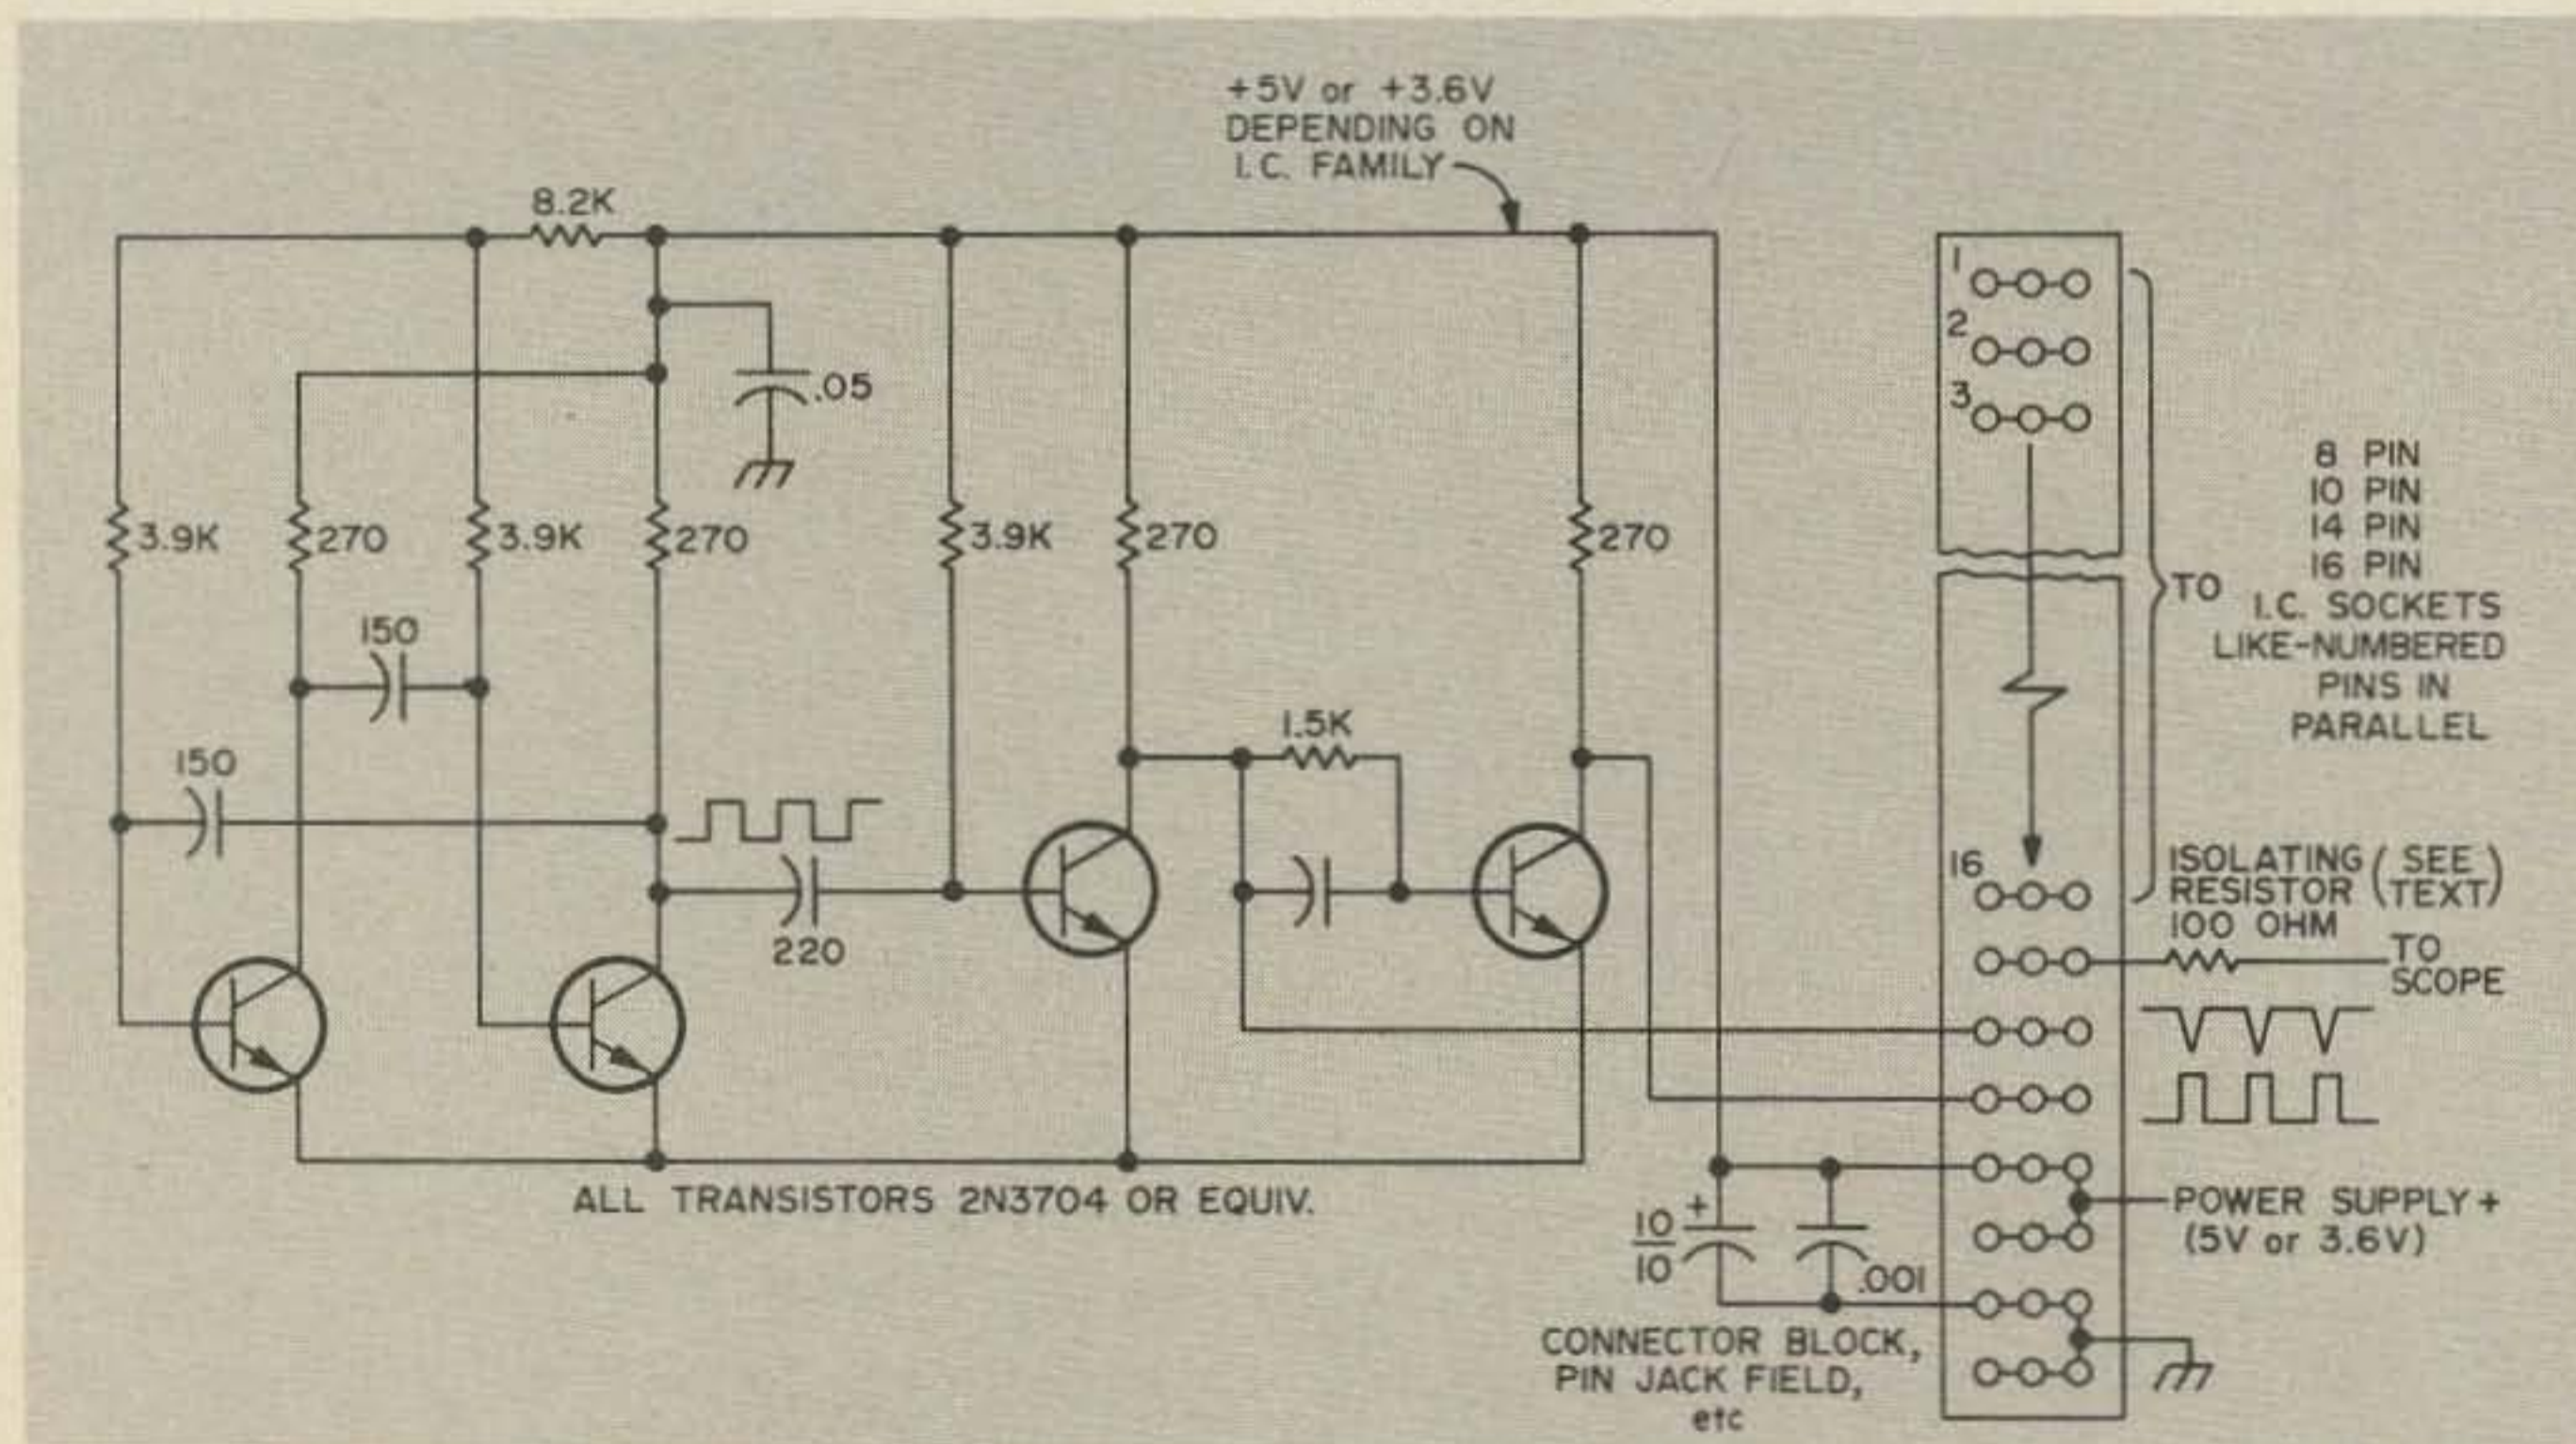 +5V or +3.6V
DEPENDING ON
I.C. FAMILY
8.2K
.05
3.9K
270
3.9K
270
3.9K
270
270
150
150
1.5K
220
ALL TRANSISTORS 2N3704 OR EQUIV.
10
10
+
.001
CONNECTOR BLOCK,
PIN JACK FIELD,
etc
1
2
3
16
TO
8 PIN
10 PIN
14 PIN
16 PIN
I.C. SOCKETS
LIKE-NUMBERED
PINS IN
PARALLEL
ISOLATING (SEE
RESISTOR TEXT)
100 OHM
TO
SCOPE
POWER SUPPLY +
(5V or 3.6V)